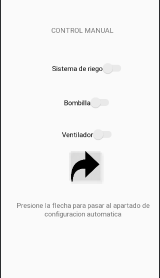 CONTROL MANUAL
Sistema de riego
Bombilla
Ventilador
Presione la flecha para pasar al apartado de
configuracion automatica